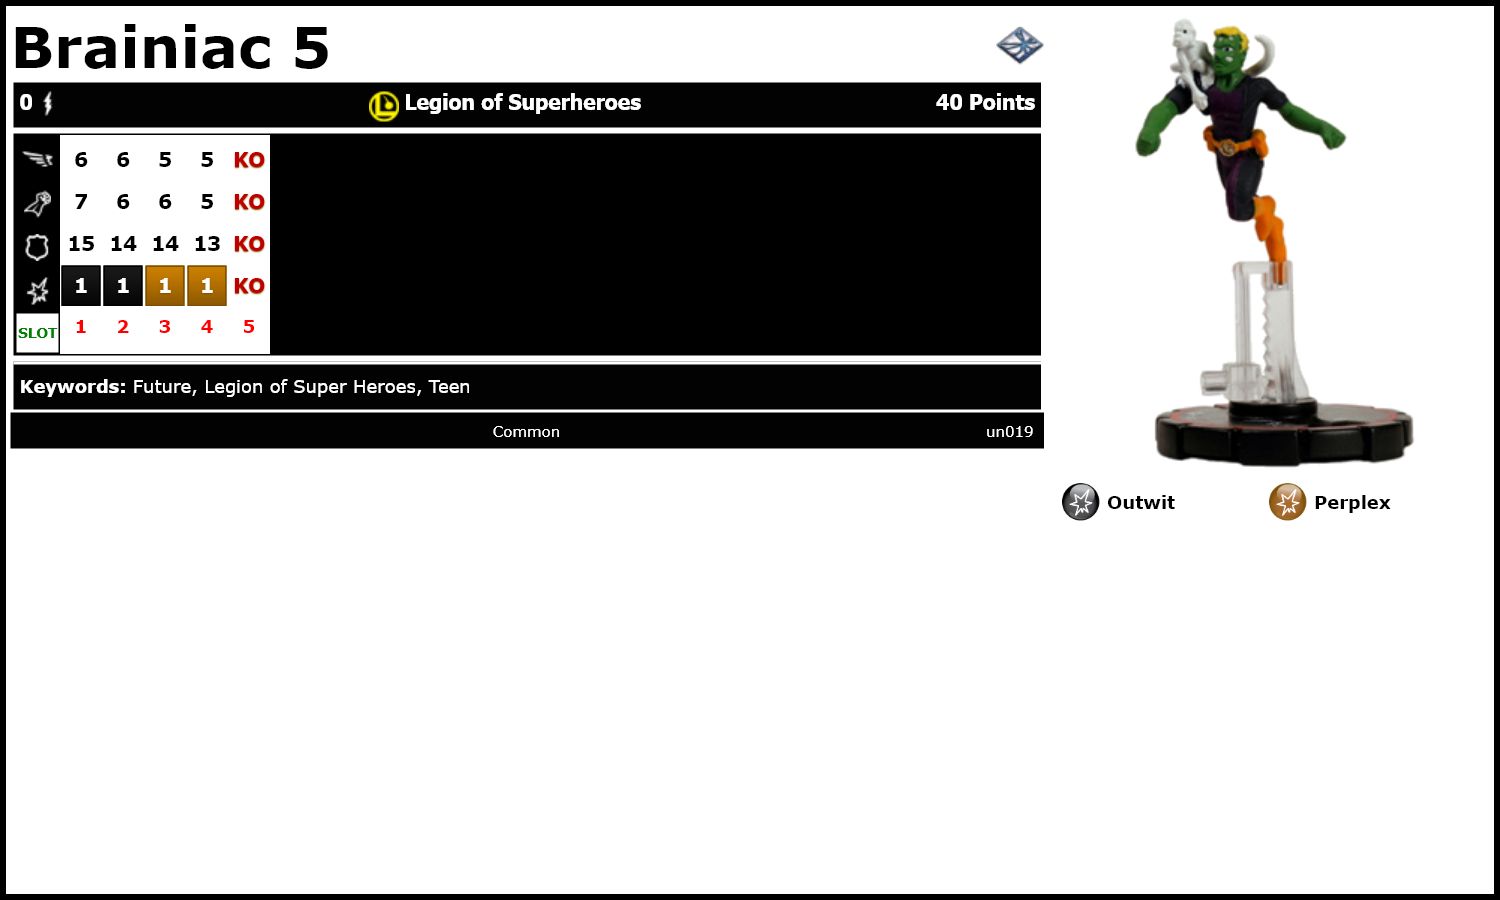 Brainiac 5
0 Legion of Superheroes 40 Points
6 6 5 5 KO
7 6 6 5 KO
15 14 14 13 KO
1 1 1 1 KO
SLOT 1 2 3 4 5
Keywords: Future, Legion of Super Heroes, Teen
Common un019
Outwit Perplex